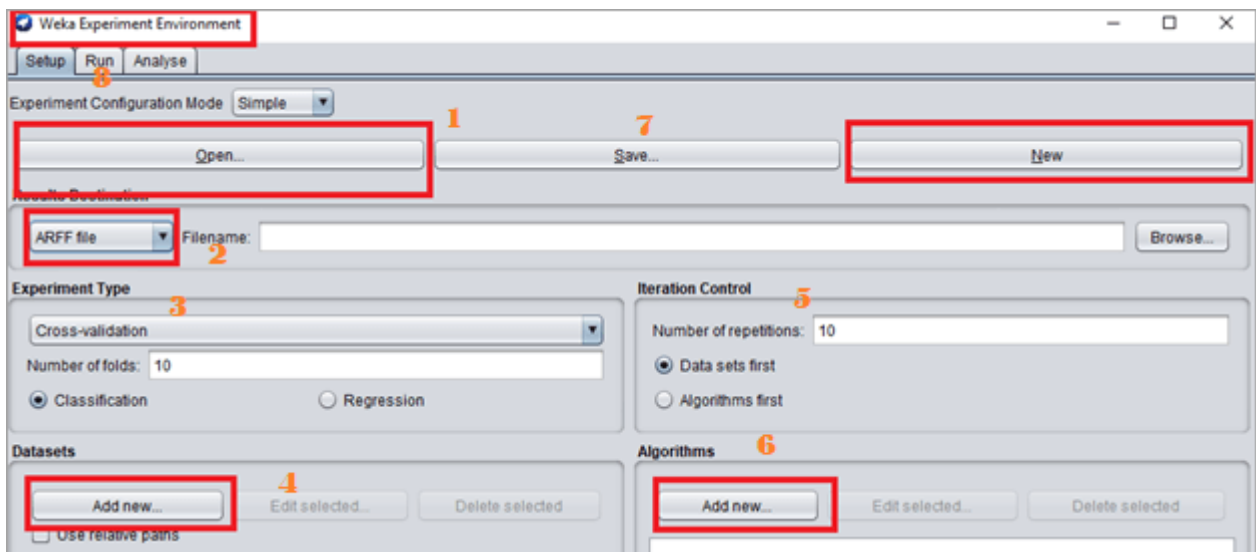 Weka Experiment Environment
Setup Run Analyse
8
Experiment Configuration Mode Simple
1 7
Open... Save... New
Results Destination
ARFF file Filename: Browse...
2
Experiment Type Iteration Control
3 5
Cross-validation Number of repetitions: 10
Number of folds: 10 Data sets first
Classification Regression Algorithms first
Datasets Algorithms
4 6
Add new... Edit selected... Delete selected Add new... Edit selected... Delete selected
Use relative paths